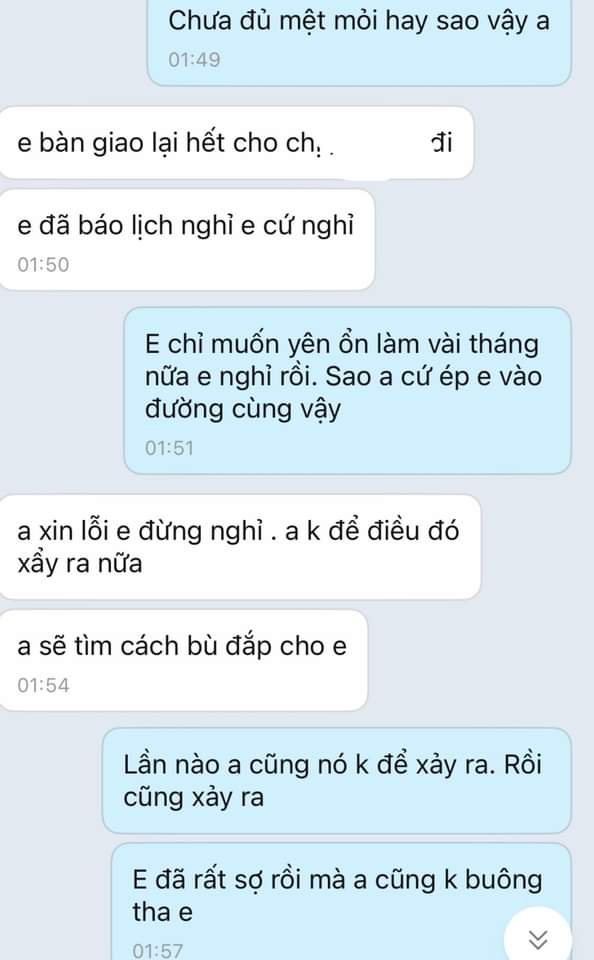 Chưa đủ mệt mỏi hay sao vậy a
01:49
e bàn giao lại hết cho chị đi
e đã báo lịch nghỉ e cứ nghỉ
01:50
E chỉ muốn yên ổn làm vài tháng
nữa e nghỉ rồi. Sao a cứ ép e vào
đường cùng vậy
01:51
a xin lỗi e đừng nghỉ . a k để điều đó
xẩy ra nữa
a sẽ tìm cách bù đắp cho e
01:54
Lần nào a cũng nó k để xảy ra. Rồi
cũng xảy ra
E đã rất sợ rồi mà a cũng k buông
tha e
01:57